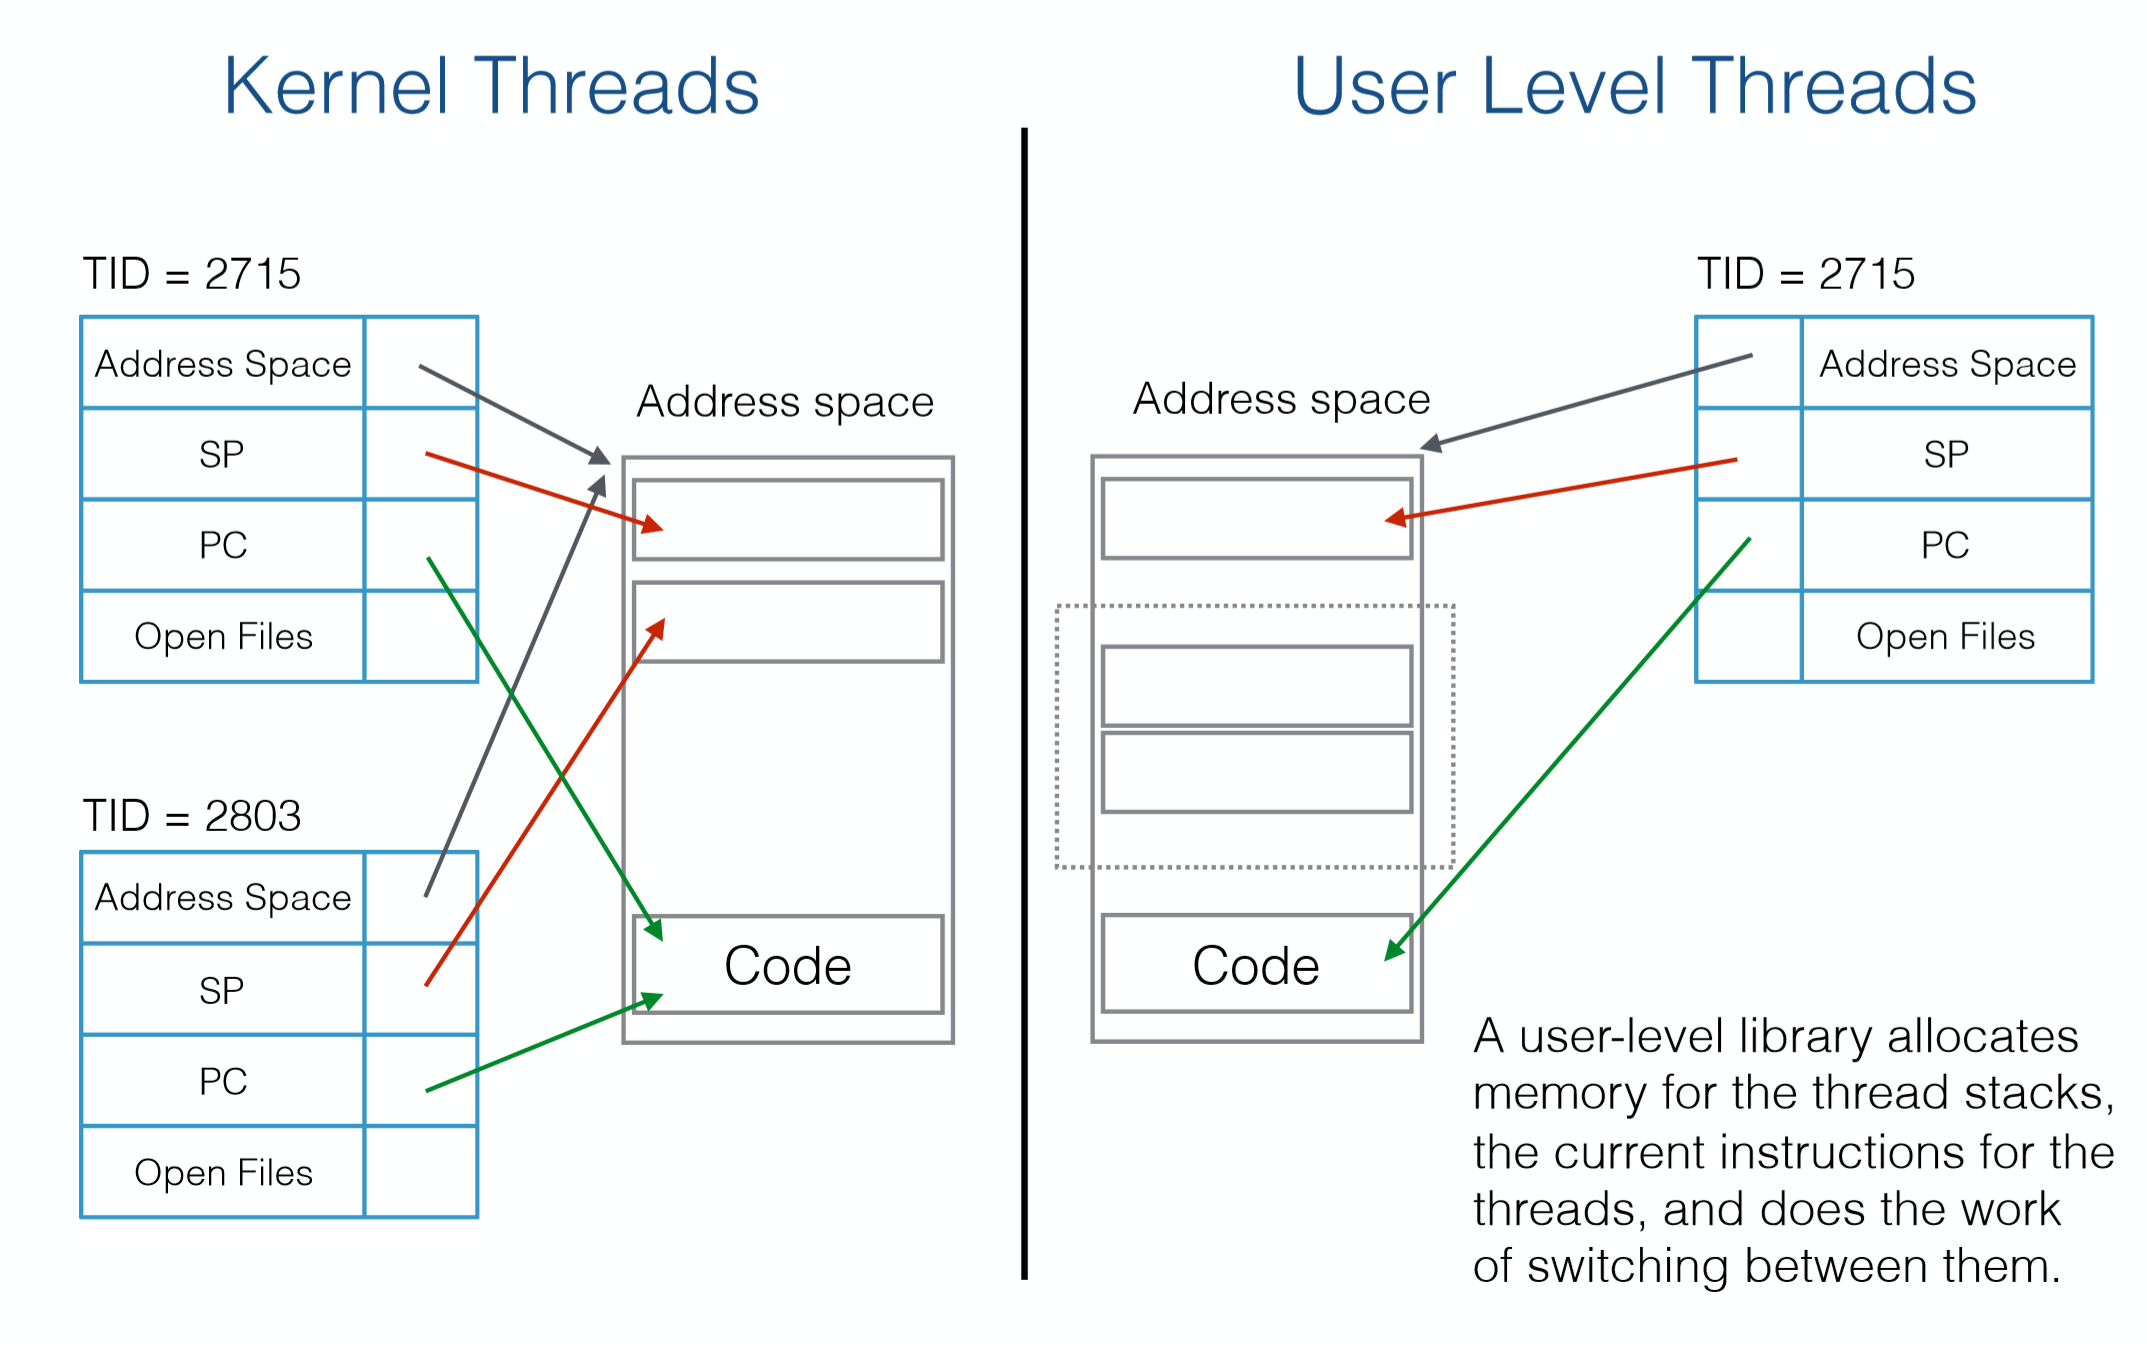 Kernel Threads
User Level Threads
TID = 2715
Address Space
SP
PC
Open Files
TID = 2803
Address Space
SP
PC
Open Files
Address space
Code
Address space
Code
TID = 2715
Address Space
SP
PC
Open Files
A user-level library allocates
memory for the thread stacks,
the current instructions for the
threads, and does the work
of switching between them.